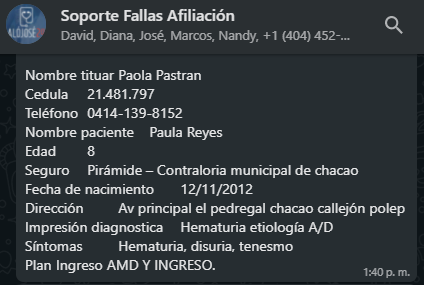 Soporte Fallas Afiliación
David, Diana, José, Marcos, Nandy, +1 (404) 452-...
ALÓJOSÉ
Nombre tituar Paola Pastran
Cedula 21.481.797
Teléfono 0414-139-8152
Nombre paciente Paula Reyes
Edad 8
Seguro Pirámide – Contraloria municipal de chacao
Fecha de nacimiento 12/11/2012
Dirección Av principal el pedregal chacao callejón polep
Impresión diagnostica Hematuria etiología A/D
Síntomas Hematuria, disuria, tenesmo
Plan Ingreso AMD Y INGRESO.
1:40 p. m.